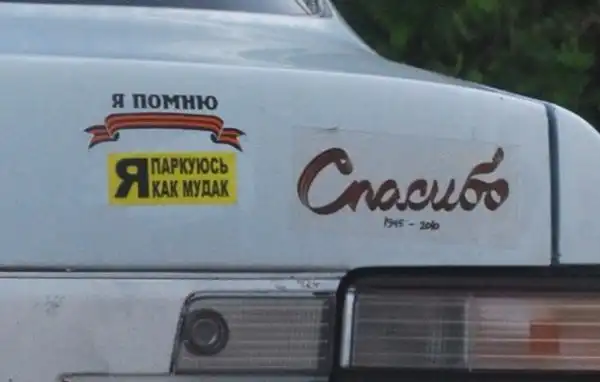 Я ПОМНЮ
Я ПАРКУЮСЬ
КАК МУДАК
Спасибо
1945 - 2010